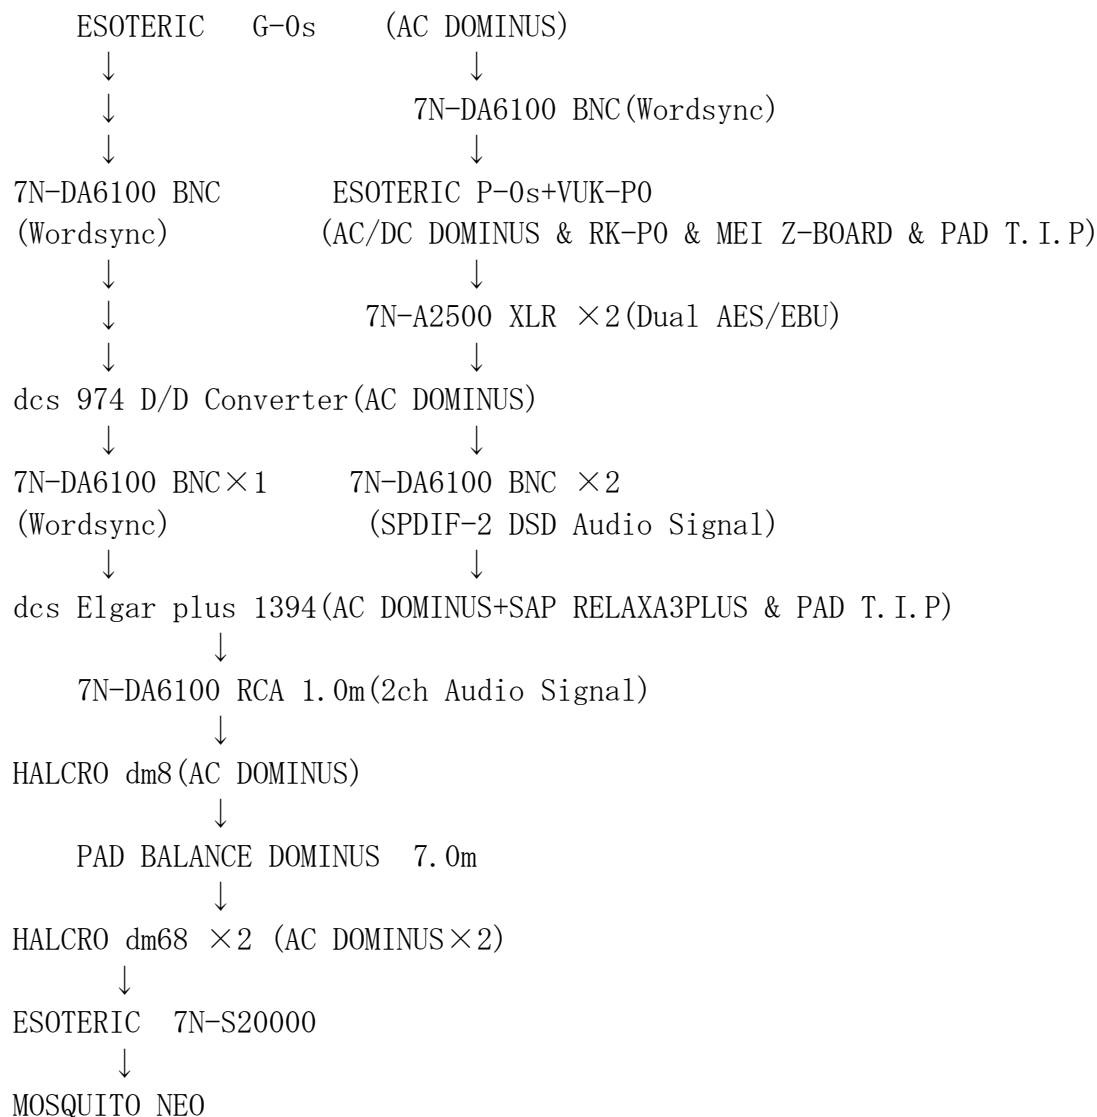 ESOTERIC G-0s (AC DOMINUS)
↓ ↓
↓ 7N-DA6100 BNC(Wordsync)
↓ ↓
7N-DA6100 BNC ESOTERIC P-0s+VUK-P0
(Wordsync) (AC/DC DOMINUS & RK-P0 & MEI Z-BOARD & PAD T.I.P)
↓ ↓
↓ 7N-A2500 XLR ×2(Dual AES/EBU)
↓ ↓
dcs 974 D/D Converter(AC DOMINUS)
↓ ↓
7N-DA6100 BNC×1 7N-DA6100 BNC ×2
(Wordsync) (SPDIF-2 DSD Audio Signal)
↓ ↓
dcs Elgar plus 1394(AC DOMINUS+SAP RELAXA3PLUS & PAD T.I.P)
↓
7N-DA6100 RCA 1.0m(2ch Audio Signal)
↓
HALCRO dm8(AC DOMINUS)
↓
PAD BALANCE DOMINUS 7.0m
↓
HALCRO dm68 ×2 (AC DOMINUS×2)
↓
ESOTERIC 7N-S20000
↓
MOSQUITO NEO